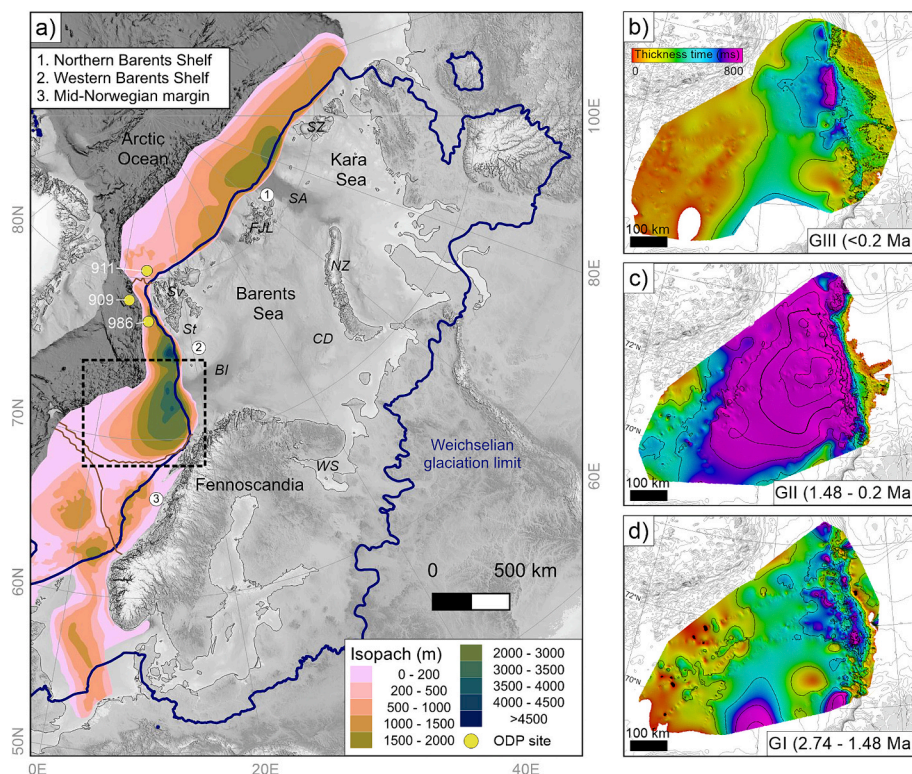 a)
1. Northern Barents Shelf
2. Western Barents Shelf
3. Mid-Norwegian margin
Arctic
Ocean
SZ
Kara
Sea
100E
1
SA
FJL
80N
911
NZ
80E
909
Sv
Barents
Sea
986
St
2
CD
BI
70N
Weichselian
glaciation limit
WS
60E
3
Fennoscandia
60N
0 500 km
Isopach (m)
0 - 200
200 - 500
500 - 1000
1000 - 1500
1500 - 2000
2000 - 3000
3000 - 3500
3500 - 4000
4000 - 4500
>4500
ODP site
50N
0
20E
40E
b)
Thickness time (ms)
0 800
100 km
GIII (<0.2 Ma
c)
72°N
70°N
100 km
GII (1.48 - 0.2 Ma
d)
72°N
70°N
100 km
GI (2.74 - 1.48 Ma